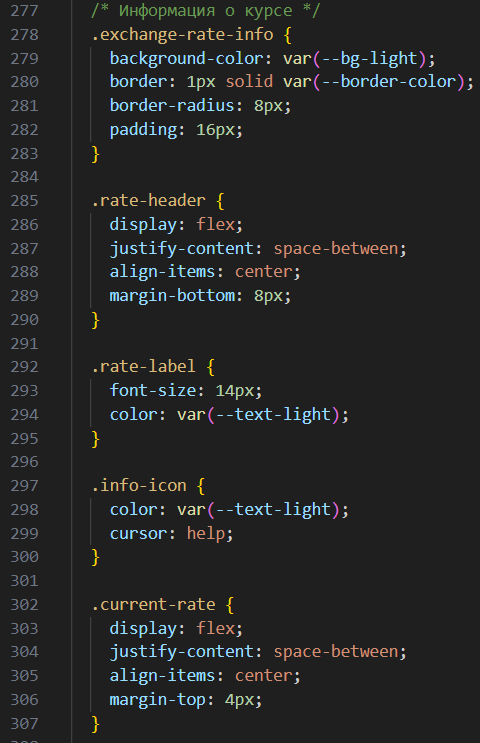 277 /* Информация о курсе */
278 .exchange-rate-info {
279 background-color: var(--bg-light);
280 border: 1px solid var(--border-color);
281 border-radius: 8px;
282 padding: 16px;
283 }
284
285 .rate-header {
286 display: flex;
287 justify-content: space-between;
288 align-items: center;
289 margin-bottom: 8px;
290 }
291
292 .rate-label {
293 font-size: 14px;
294 color: var(--text-light);
295 }
296
297 .info-icon {
298 color: var(--text-light);
299 cursor: help;
300 }
301
302 .current-rate {
303 display: flex;
304 justify-content: space-between;
305 align-items: center;
306 margin-top: 4px;
307 }